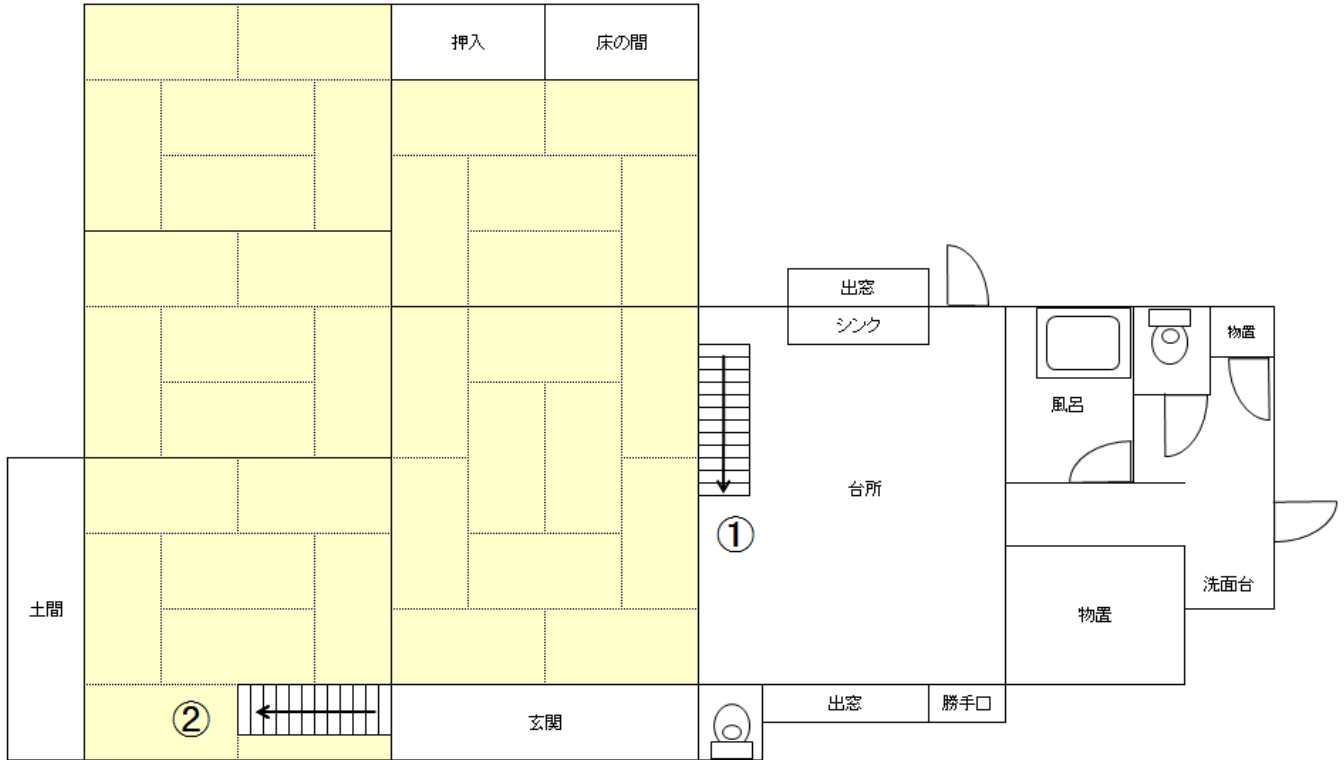 押入
床の間
出窓
シンク
物置
風呂
台所
①
洗面台
土間
物置
②
玄関
出窓
勝手口